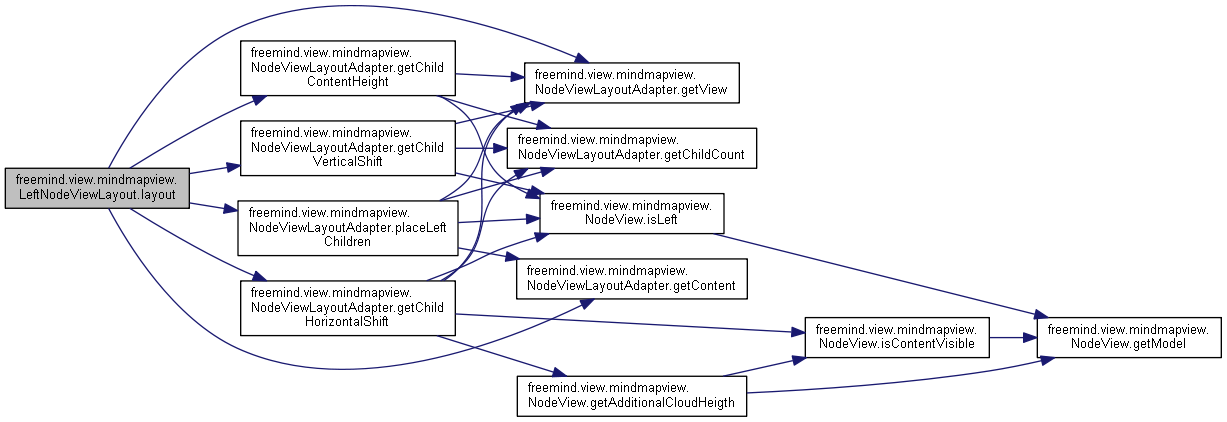 freemind.view.mindmapview.
LeftNodeViewLayout.layout
freemind.view.mindmapview.
NodeViewLayoutAdapter.getChild
ContentHeight
freemind.view.mindmapview.
NodeViewLayoutAdapter.getChild
VerticalShift
freemind.view.mindmapview.
NodeViewLayoutAdapter.placeLeft
Children
freemind.view.mindmapview.
NodeViewLayoutAdapter.getChild
HorizontalShift
freemind.view.mindmapview.
NodeViewLayoutAdapter.getView
freemind.view.mindmapview.
NodeViewLayoutAdapter.getChildCount
freemind.view.mindmapview.
NodeView.isLeft
freemind.view.mindmapview.
NodeViewLayoutAdapter.getContent
freemind.view.mindmapview.
NodeView.getAdditionalCloudHeigth
freemind.view.mindmapview.
NodeView.isContentVisible
freemind.view.mindmapview.
NodeView.getModel